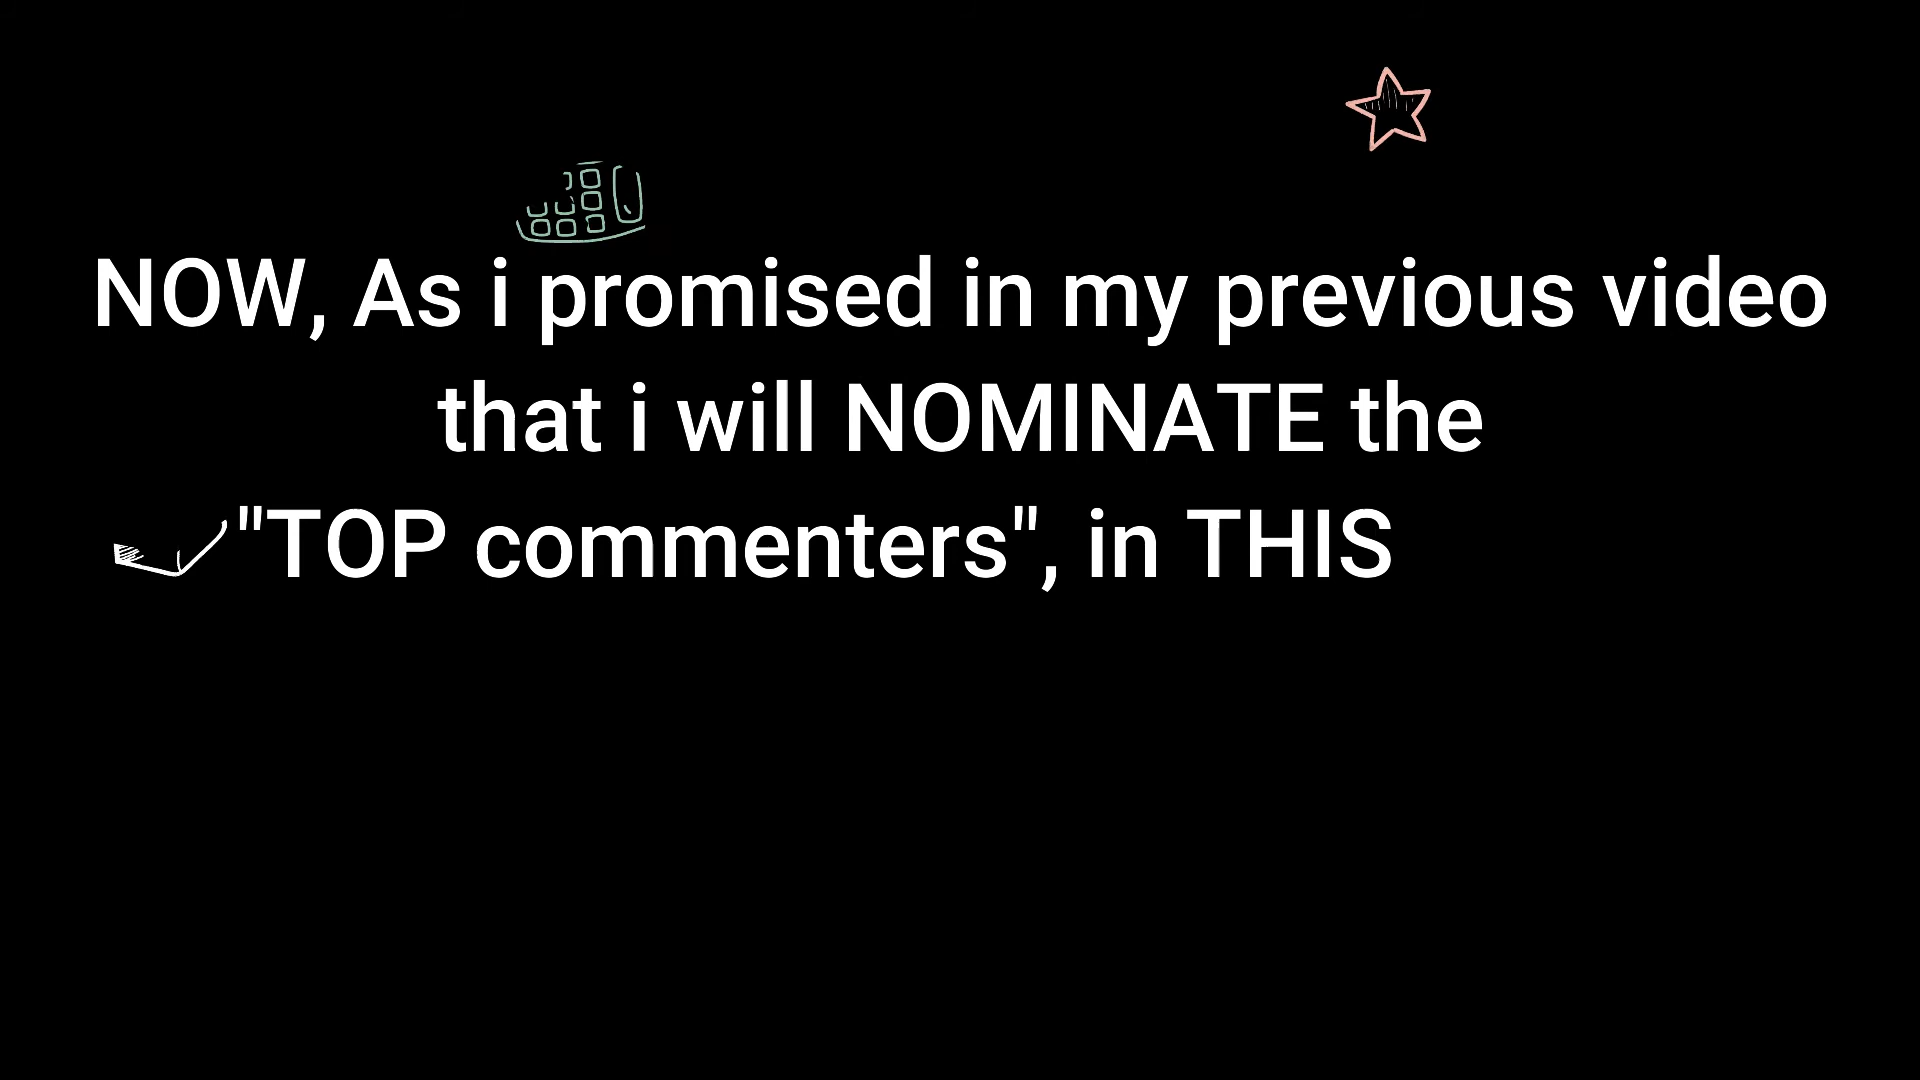 NOW, As i promised in my previous video
that i will NOMINATE the
"TOP commenters", in THIS